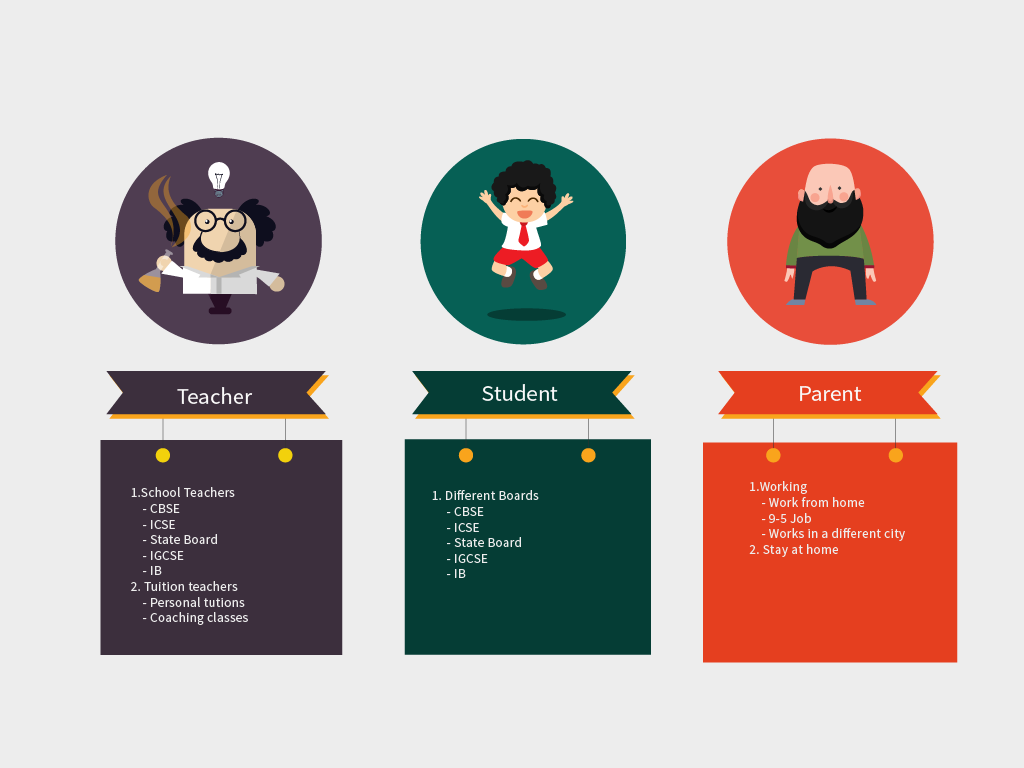 Teacher
1.School Teachers
- CBSE
- ICSE
- State Board
- IGCSE
- IB
2. Tuition teachers
- Personal tutions
- Coaching classes
Student
1. Different Boards
- CBSE
- ICSE
- State Board
- IGCSE
- IB
Parent
1.Working
- Work from home
- 9-5 Job
- Works in a different city
2. Stay at home